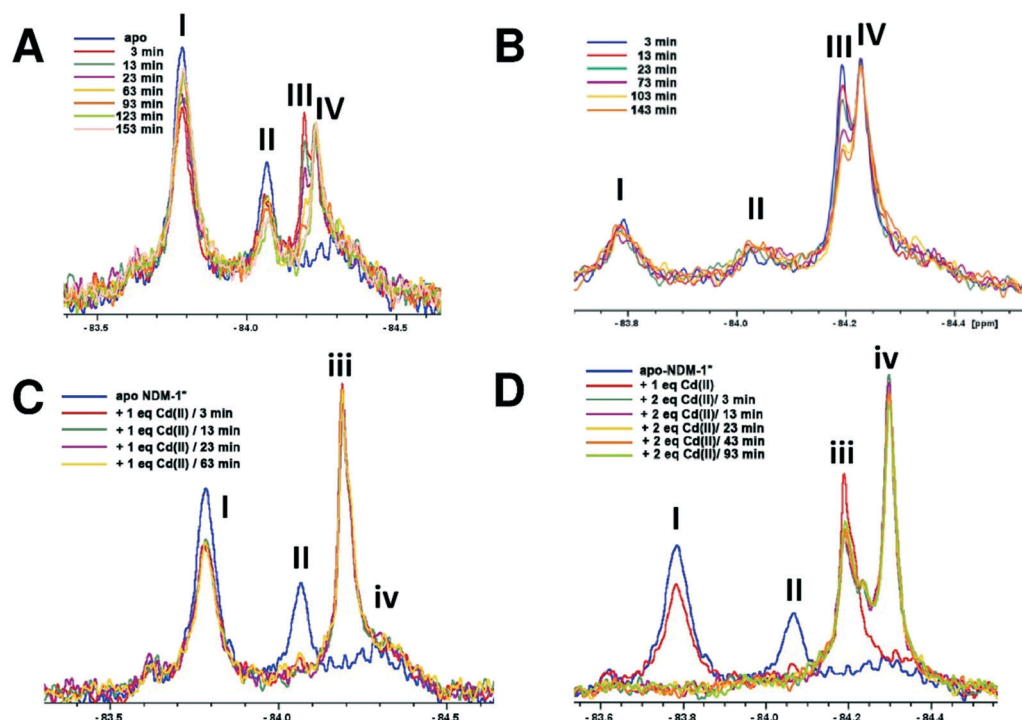 A
I
apo
3 min
13 min
23 min
63 min
93 min
123 min
153 min
II
III
IV
-83.5
-84.0
-84.5
B
3 min
13 min
23 min
73 min
103 min
143 min
III
IV
I
II
-83.8
-84.0
-84.2
-84.4
[ppm]
C
apo NDM-1*
+ 1 eq Cd(II) / 3 min
+ 1 eq Cd(II) / 13 min
+ 1 eq Cd(II) / 23 min
+ 1 eq Cd(II) / 63 min
iii
I
II
iv
-83.5
-84.0
-84.5
D
apo-NDM-1*
+ 1 eq Cd(II)
+ 2 eq Cd(II)/ 3 min
+ 2 eq Cd(II)/ 13 min
+ 2 eq Cd(II)/ 23 min
+ 2 eq Cd(II)/ 43 min
+ 2 eq Cd(II)/ 93 min
iv
iii
I
II
-83.6
-83.8
-84.0
-84.2
-84.4